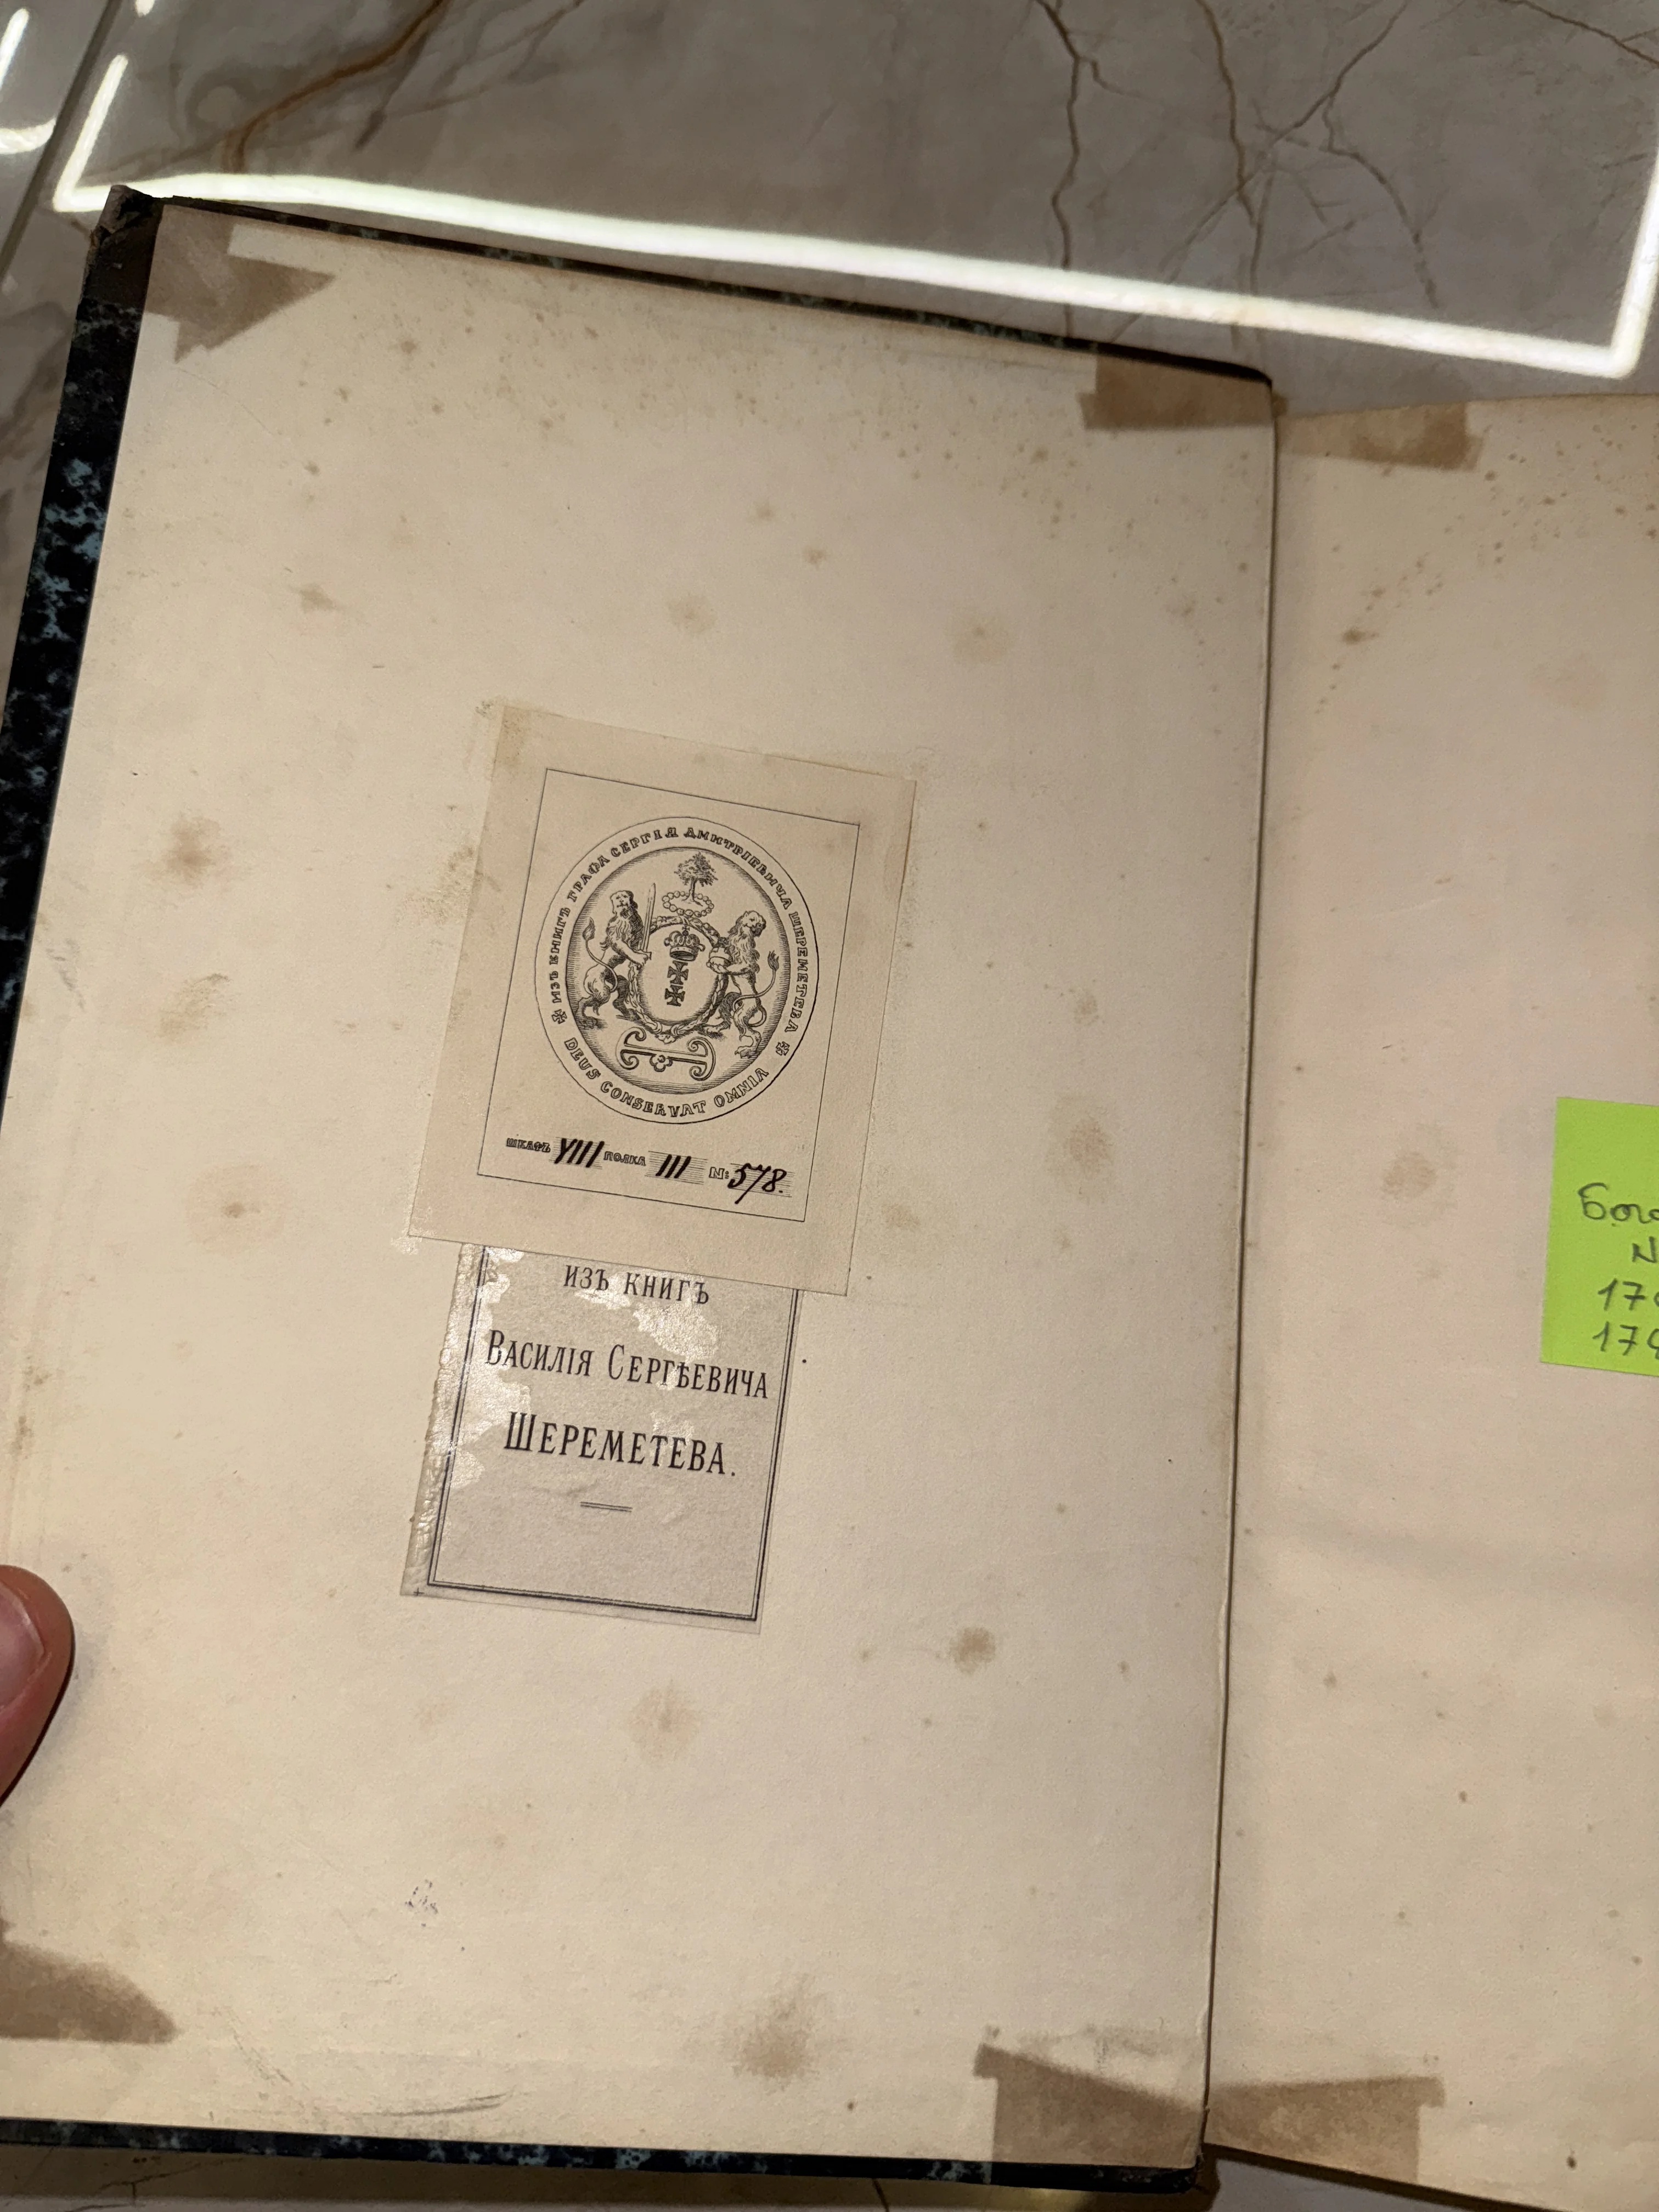 ❉ ИЗЪ КНИГЪ ГРАФА СЕРГІЯ ДМИТРІЕВИЧА ШЕРЕМЕТЕВА ❉
DEUS CONSERVAT OMNIA
ШКАФЪ VIII ПОЛКА III №: 578.
ИЗЪ КНИГЪ
ВАСИЛІЯ СЕРГѢЕВИЧА
ШЕРЕМЕТЕВА.